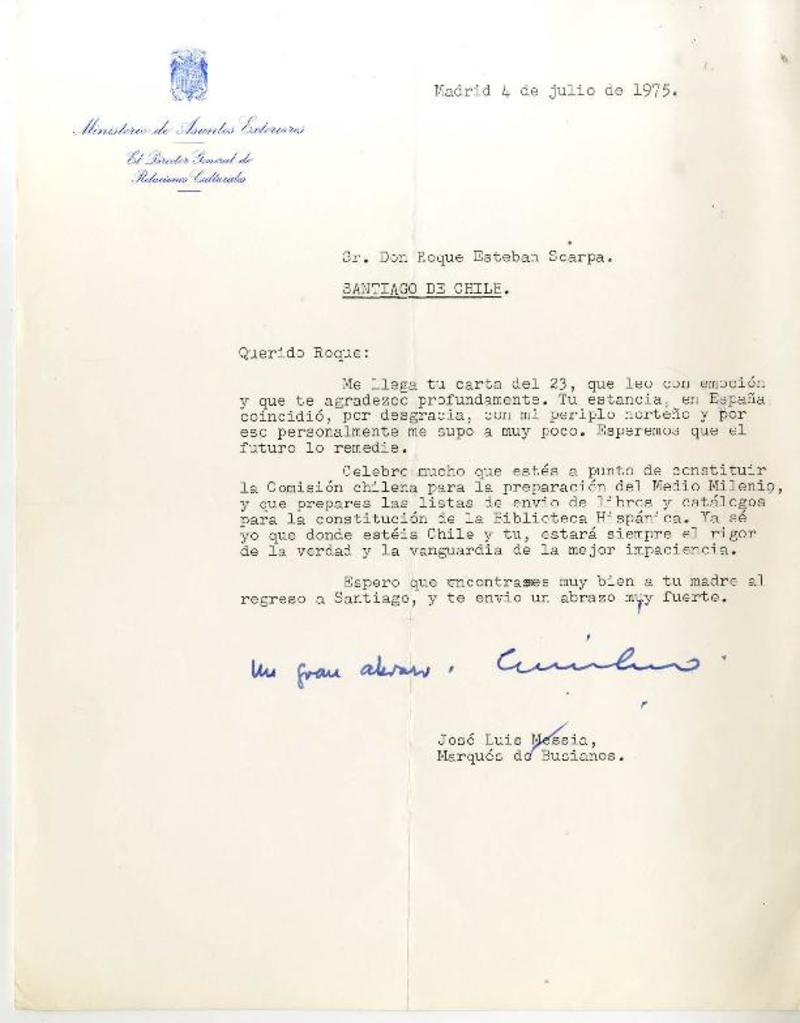 Madrid 4 de julio de 1975.
Ministerio de Asuntos Exteriores
El Director General de
Relaciones Culturales
Sr. Don Roque Esteban Scarpa.
SANTIAGO DE CHILE.
Querido Roque:
Me llega tu carta del 23, que leo con emoción
y que te agradezco profundamente. Tu estancia, en España
coincidió, por desgracia, con mi periplo norteño y por
eso personalmente me supo a muy poco. Esperemos que el
futuro lo remedie.
Celebro mucho que estés a punto de constituir
la Comisión chilena para la preparación del Medio Milenio,
y que prepares las listas de envio de libros y catálogos
para la constitución de la Biblioteca Hispánica. Ya sé
yo que donde estéis Chile y tu, estará siempre el rigor
de la verdad y la vanguardia de la mejor impaciencia.
Espero que encontrases muy bien a tu madre al
regreso a Santiago, y te envio un abrazo muy fuerte.
Un gran abrazo.
José Luis Messia,
Marqués de Busianos.